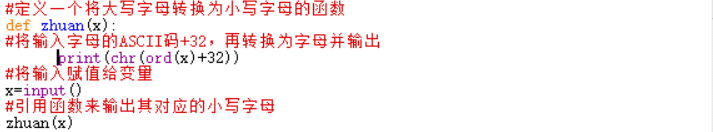 #定义一个将大写字母转换为小写字母的函数
def zhuan(x):
#将输入字母的ASCII码+32，再转换为字母并输出
        print(chr(ord(x)+32))
#将输入赋值给变量
x=input()
#引用函数来输出其对应的小写字母
zhuan(x)